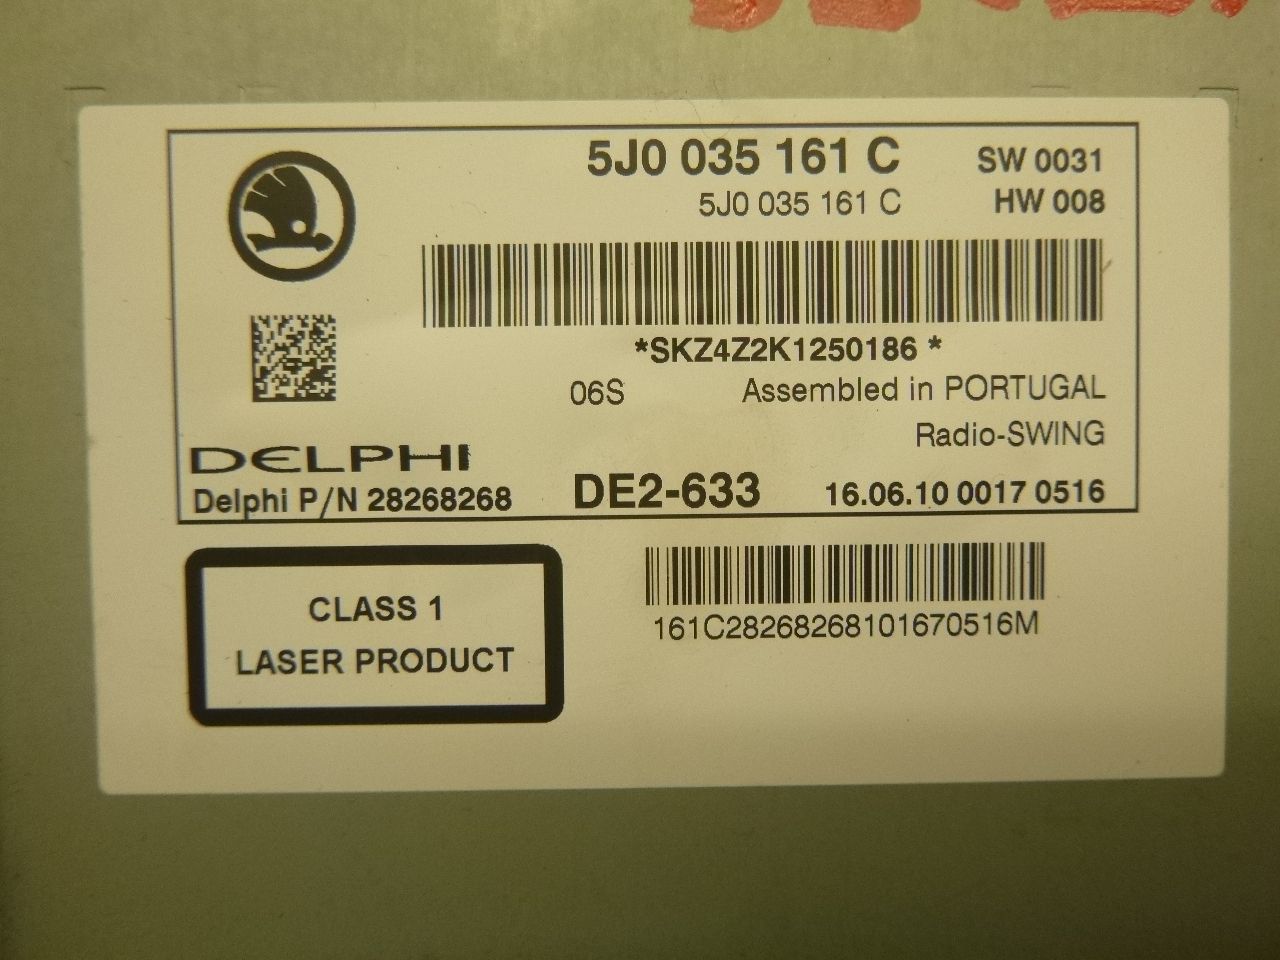 5J0 035 161 C SW 0031
5J0 035 161 C HW 008
*SKZ4Z2K1250186 *
06S Assembled in PORTUGAL
Radio-SWING
DELPHI
Delphi P/N 28268268 DE2-633 16.06.10 0017 0516
CLASS 1
LASER PRODUCT
161C28268268101670516M